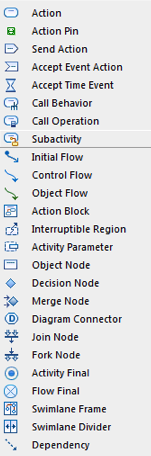 Action
Action Pin
Send Action
Accept Event Action
Accept Time Event
Call Behavior
Call Operation
Subactivity
Initial Flow
Control Flow
Object Flow
Action Block
Interruptible Region
Activity Parameter
Object Node
Decision Node
Merge Node
Diagram Connector
Join Node
Fork Node
Activity Final
Flow Final
Swimlane Frame
Swimlane Divider
Dependency